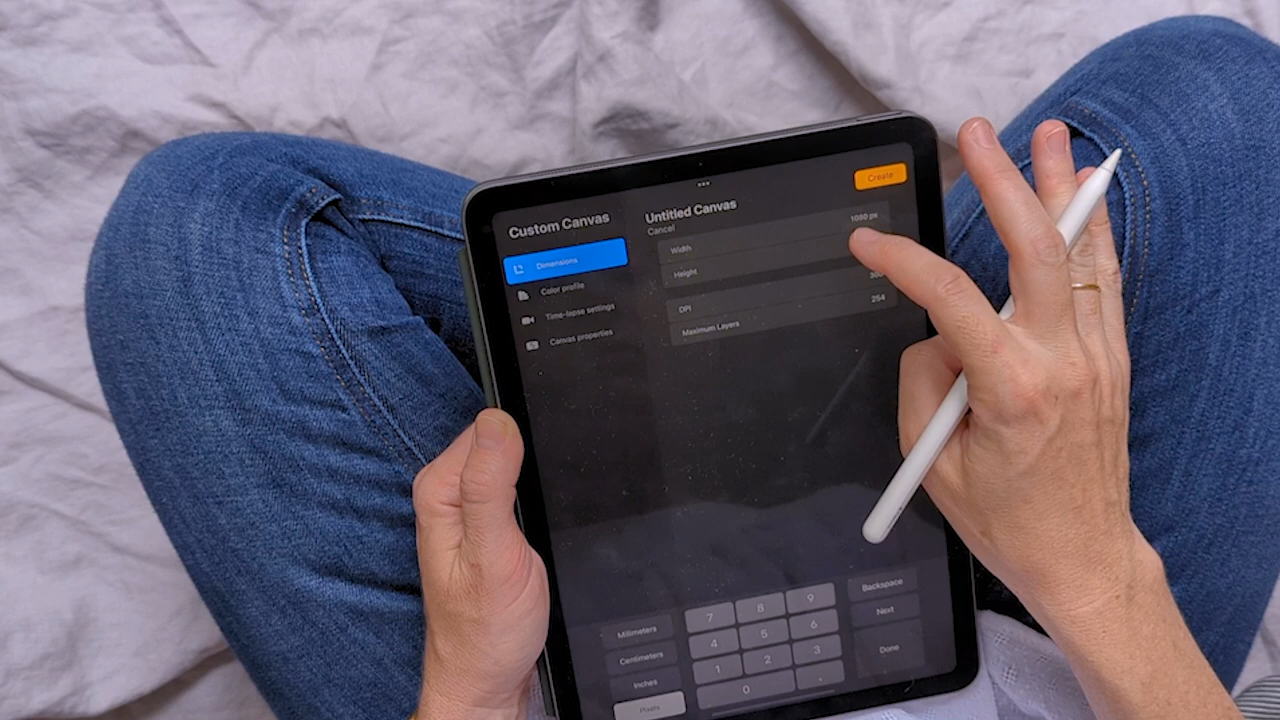 Custom Canvas
Untitled Canvas
Cancel
Create
Dimensions
Color profile
Time-lapse settings
Canvas properties
Width 1080 px
Height
DPI
Maximum Layers 254
Millimeters
Centimeters
Inches
Pixels
7 8 9
4 5 6
1 2 3
0 .
Backspace
Next
Done